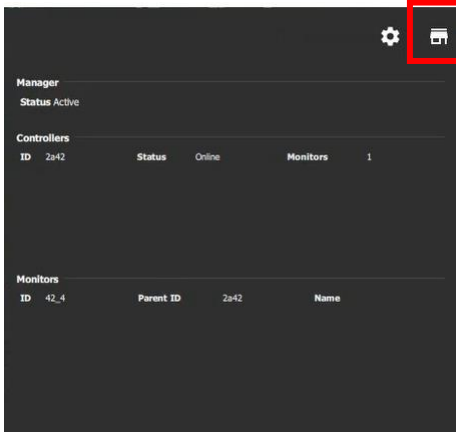 Manager
Status Active
Controllers
ID 2a42 Status Online Monitors 1
Monitors
ID 42_4 Parent ID 2a42 Name